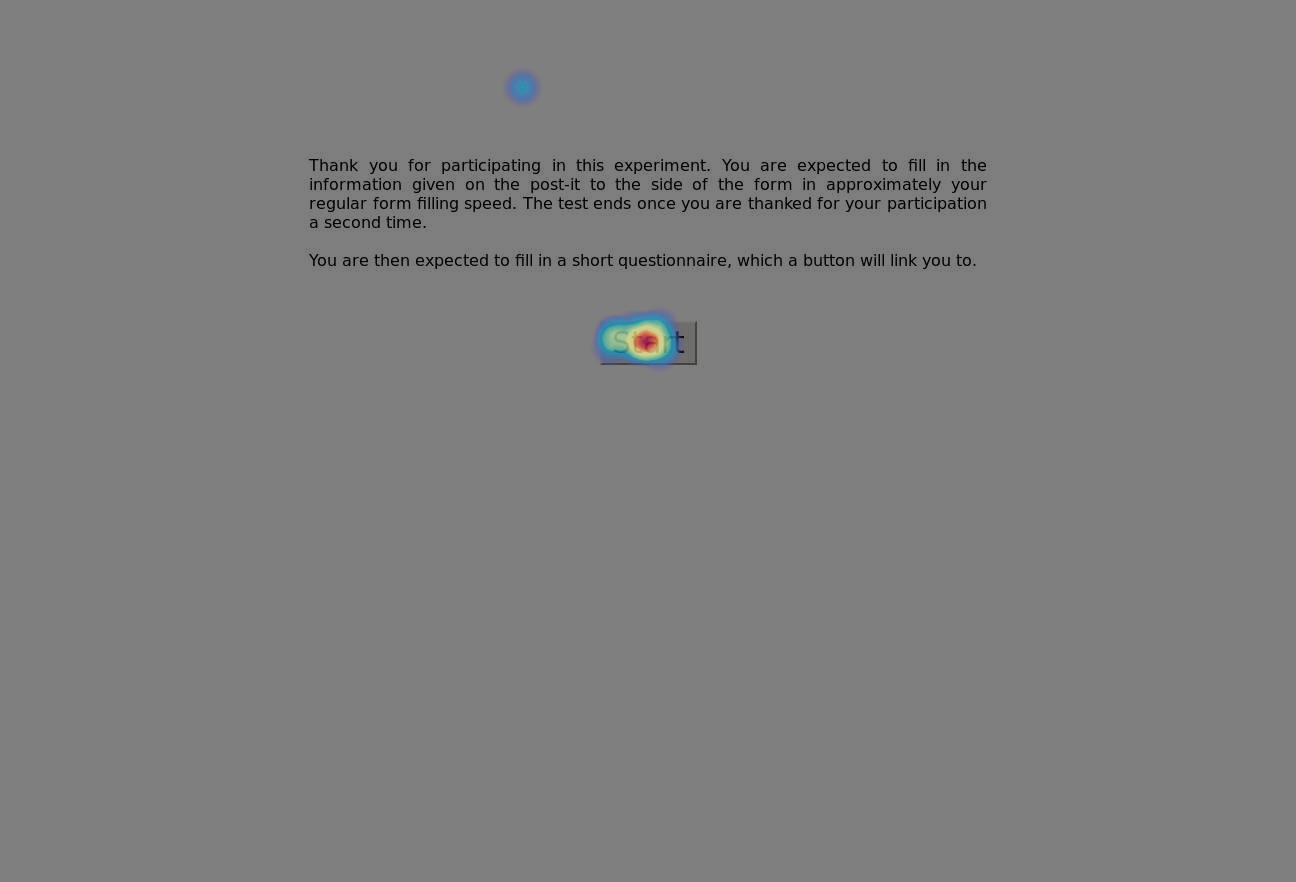 Thank you for participating in this experiment. You are expected to fill in the
information given on the post-it to the side of the form in approximately your
regular form filling speed. The test ends once you are thanked for your participation
a second time.
You are then expected to fill in a short questionnaire, which a button will link you to.
Start